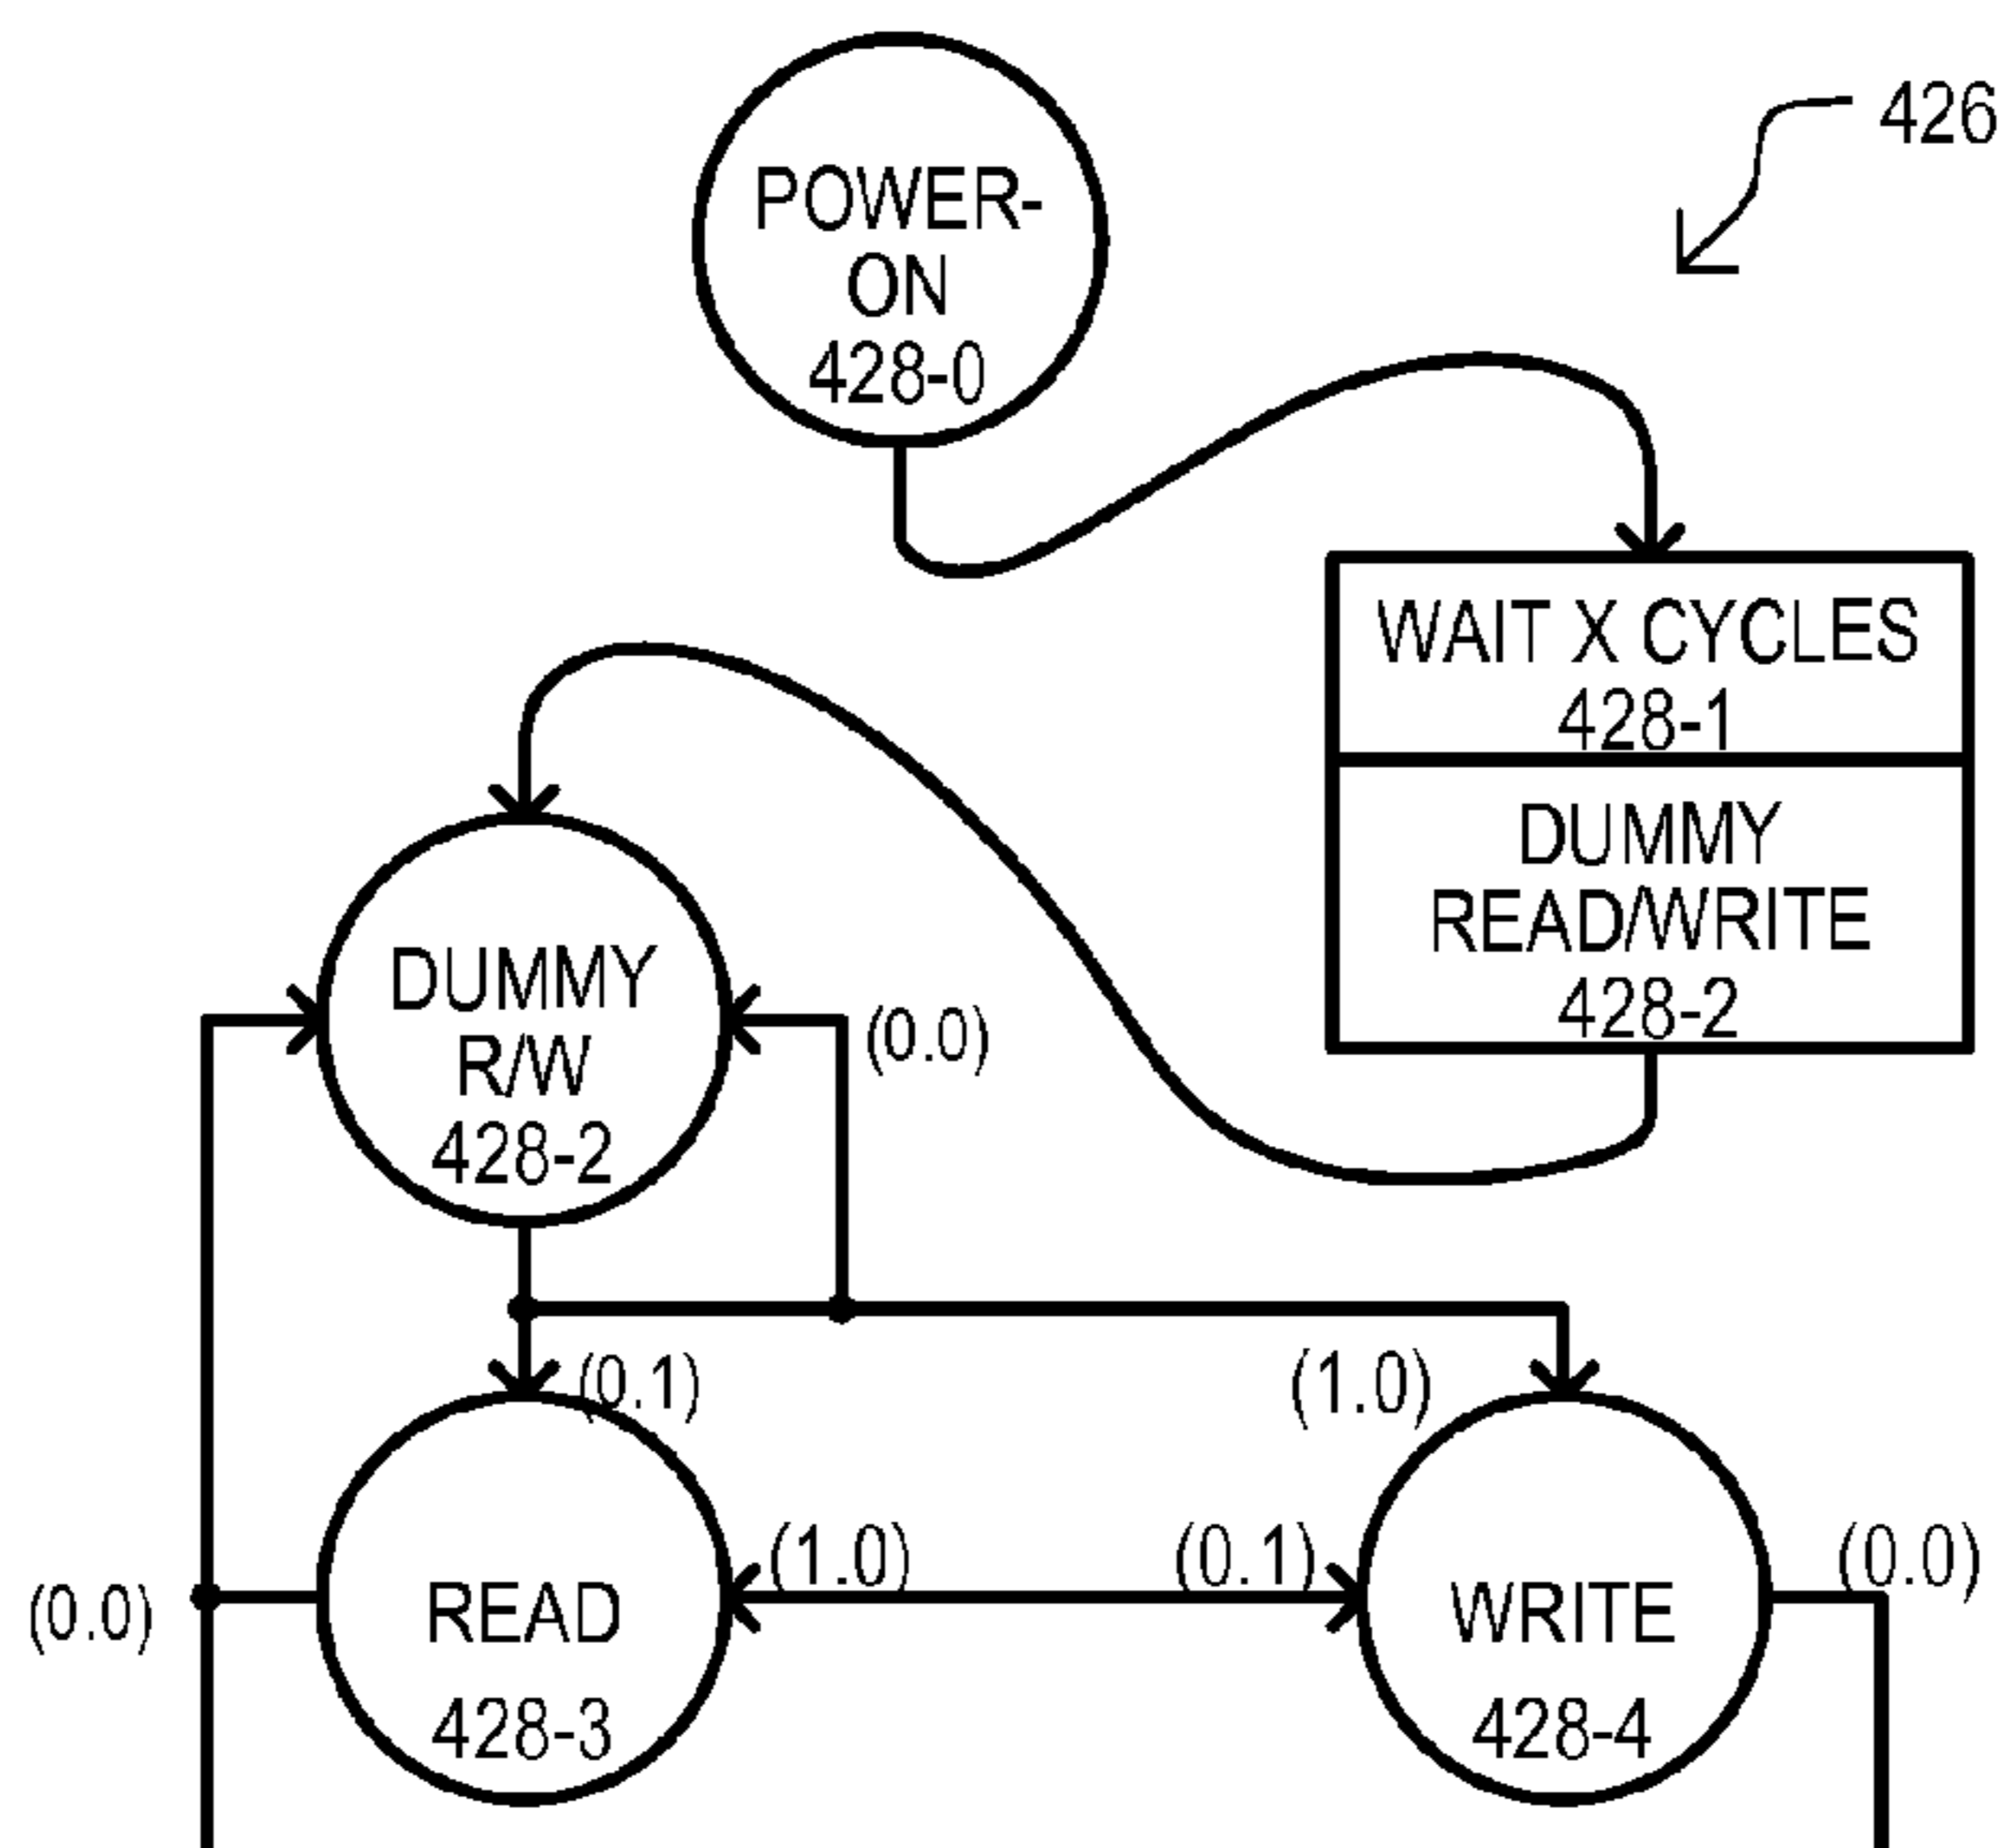 426
POWER-
ON
428-0
WAIT X CYCLES
428-1
DUMMY
READ/WRITE
428-2
DUMMY
R/W
428-2
(0.0)
(0.1)
(1.0)
(0.0)
READ
428-3
(1.0)
(0.1)
WRITE
428-4
(0.0)